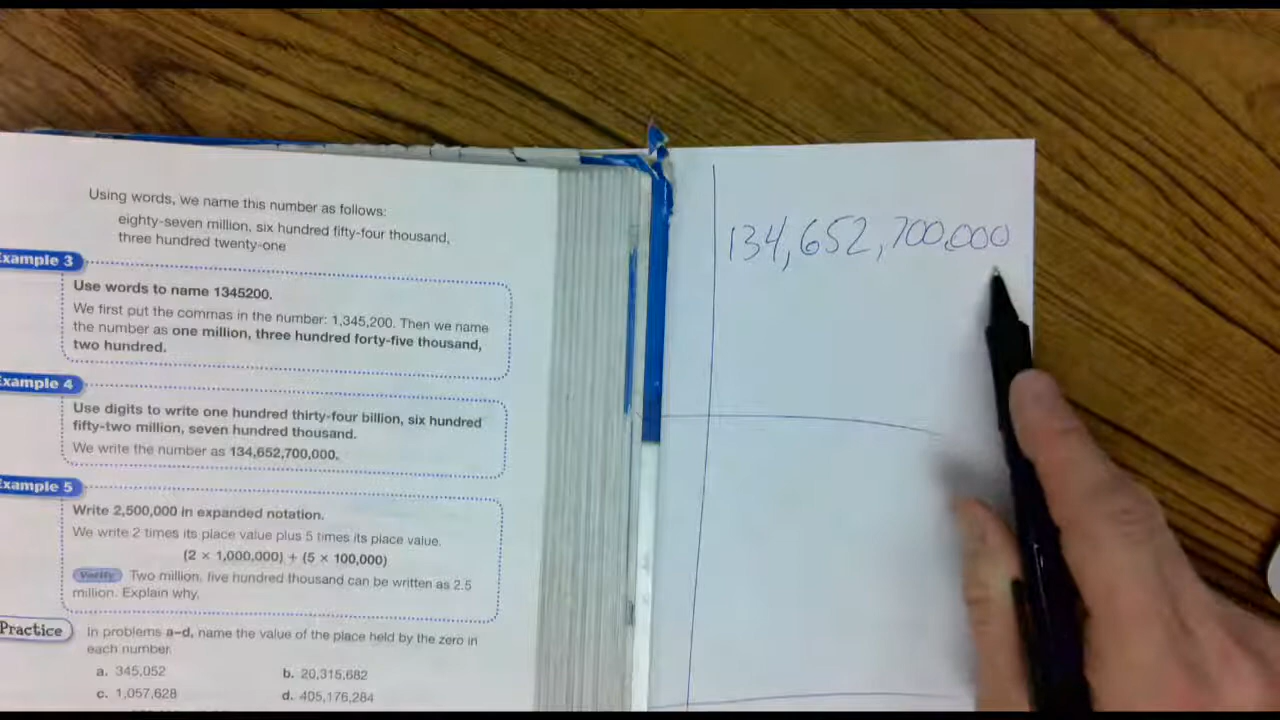 Using words, we name this number as follows:
eighty-seven million, six hundred fifty-four thousand,
three hundred twenty-one
Example 3
Use words to name 1345200.
We first put the commas in the number: 1,345,200. Then we name
the number as one million, three hundred forty-five thousand,
two hundred.
Example 4
Use digits to write one hundred thirty-four billion, six hundred
fifty-two million, seven hundred thousand.
We write the number as 134,652,700,000.
Example 5
Write 2,500,000 in expanded notation.
We write 2 times its place value plus 5 times its place value.
(2 × 1,000,000) + (5 × 100,000)
Verify Two million, five hundred thousand can be written as 2.5
million. Explain why.
Practice In problems a–d, name the value of the place held by the zero in
each number.
a. 345,052 b. 20,315,682
c. 1,057,628 d. 405,176,284
134,652,700,000